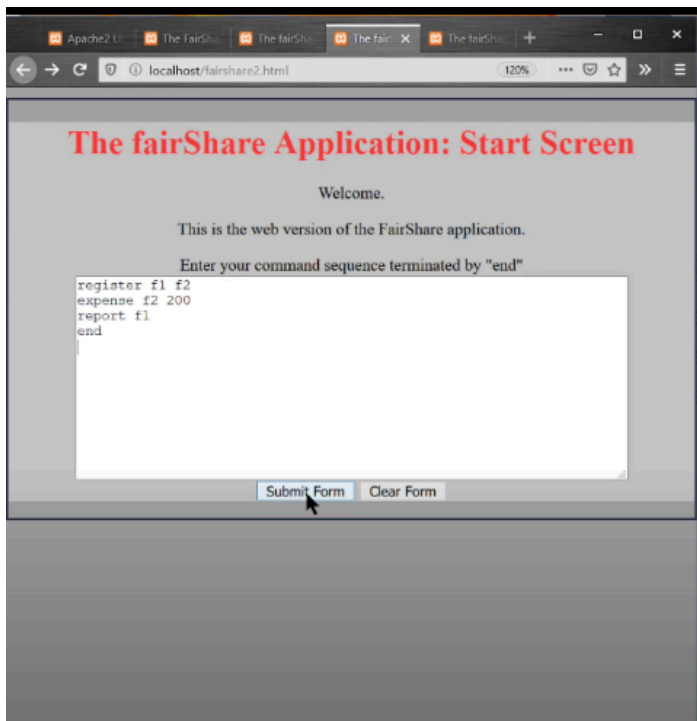 Apache2 U
The FairSha
The fairSha
The fair
The fairSha
localhost/fairshare2.html
120%
The fairShare Application: Start Screen
Welcome.
This is the web version of the FairShare application.
Enter your command sequence terminated by "end"
register f1 f2
expense f2 200
report f1
end
Submit Form Clear Form